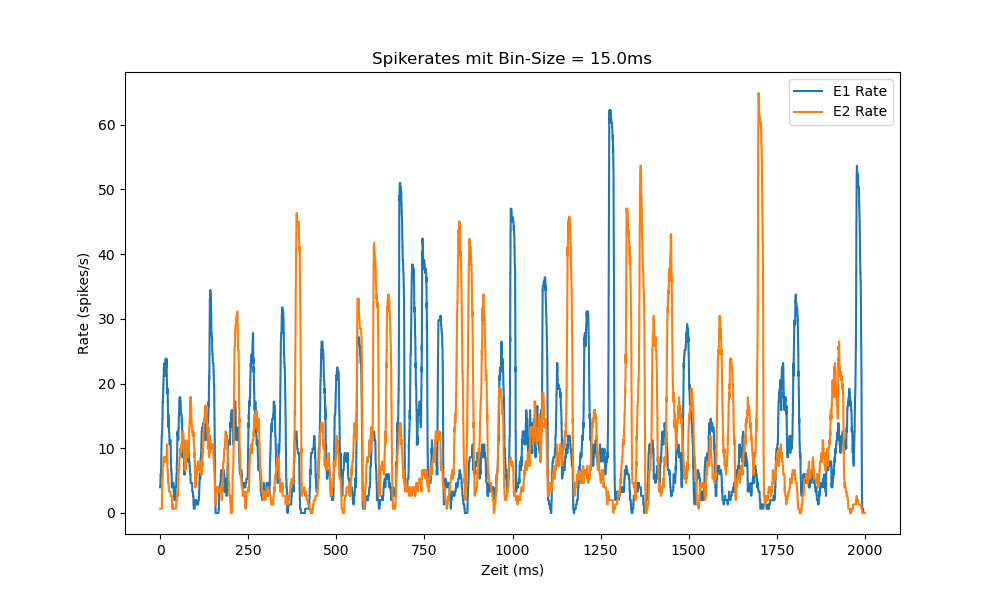 Spikerates mit Bin-Size = 15.0ms
E1 Rate
E2 Rate
60
50
40
30
20
10
0
Rate (spikes/s)
0 250 500 750 1000 1250 1500 1750 2000
Zeit (ms)